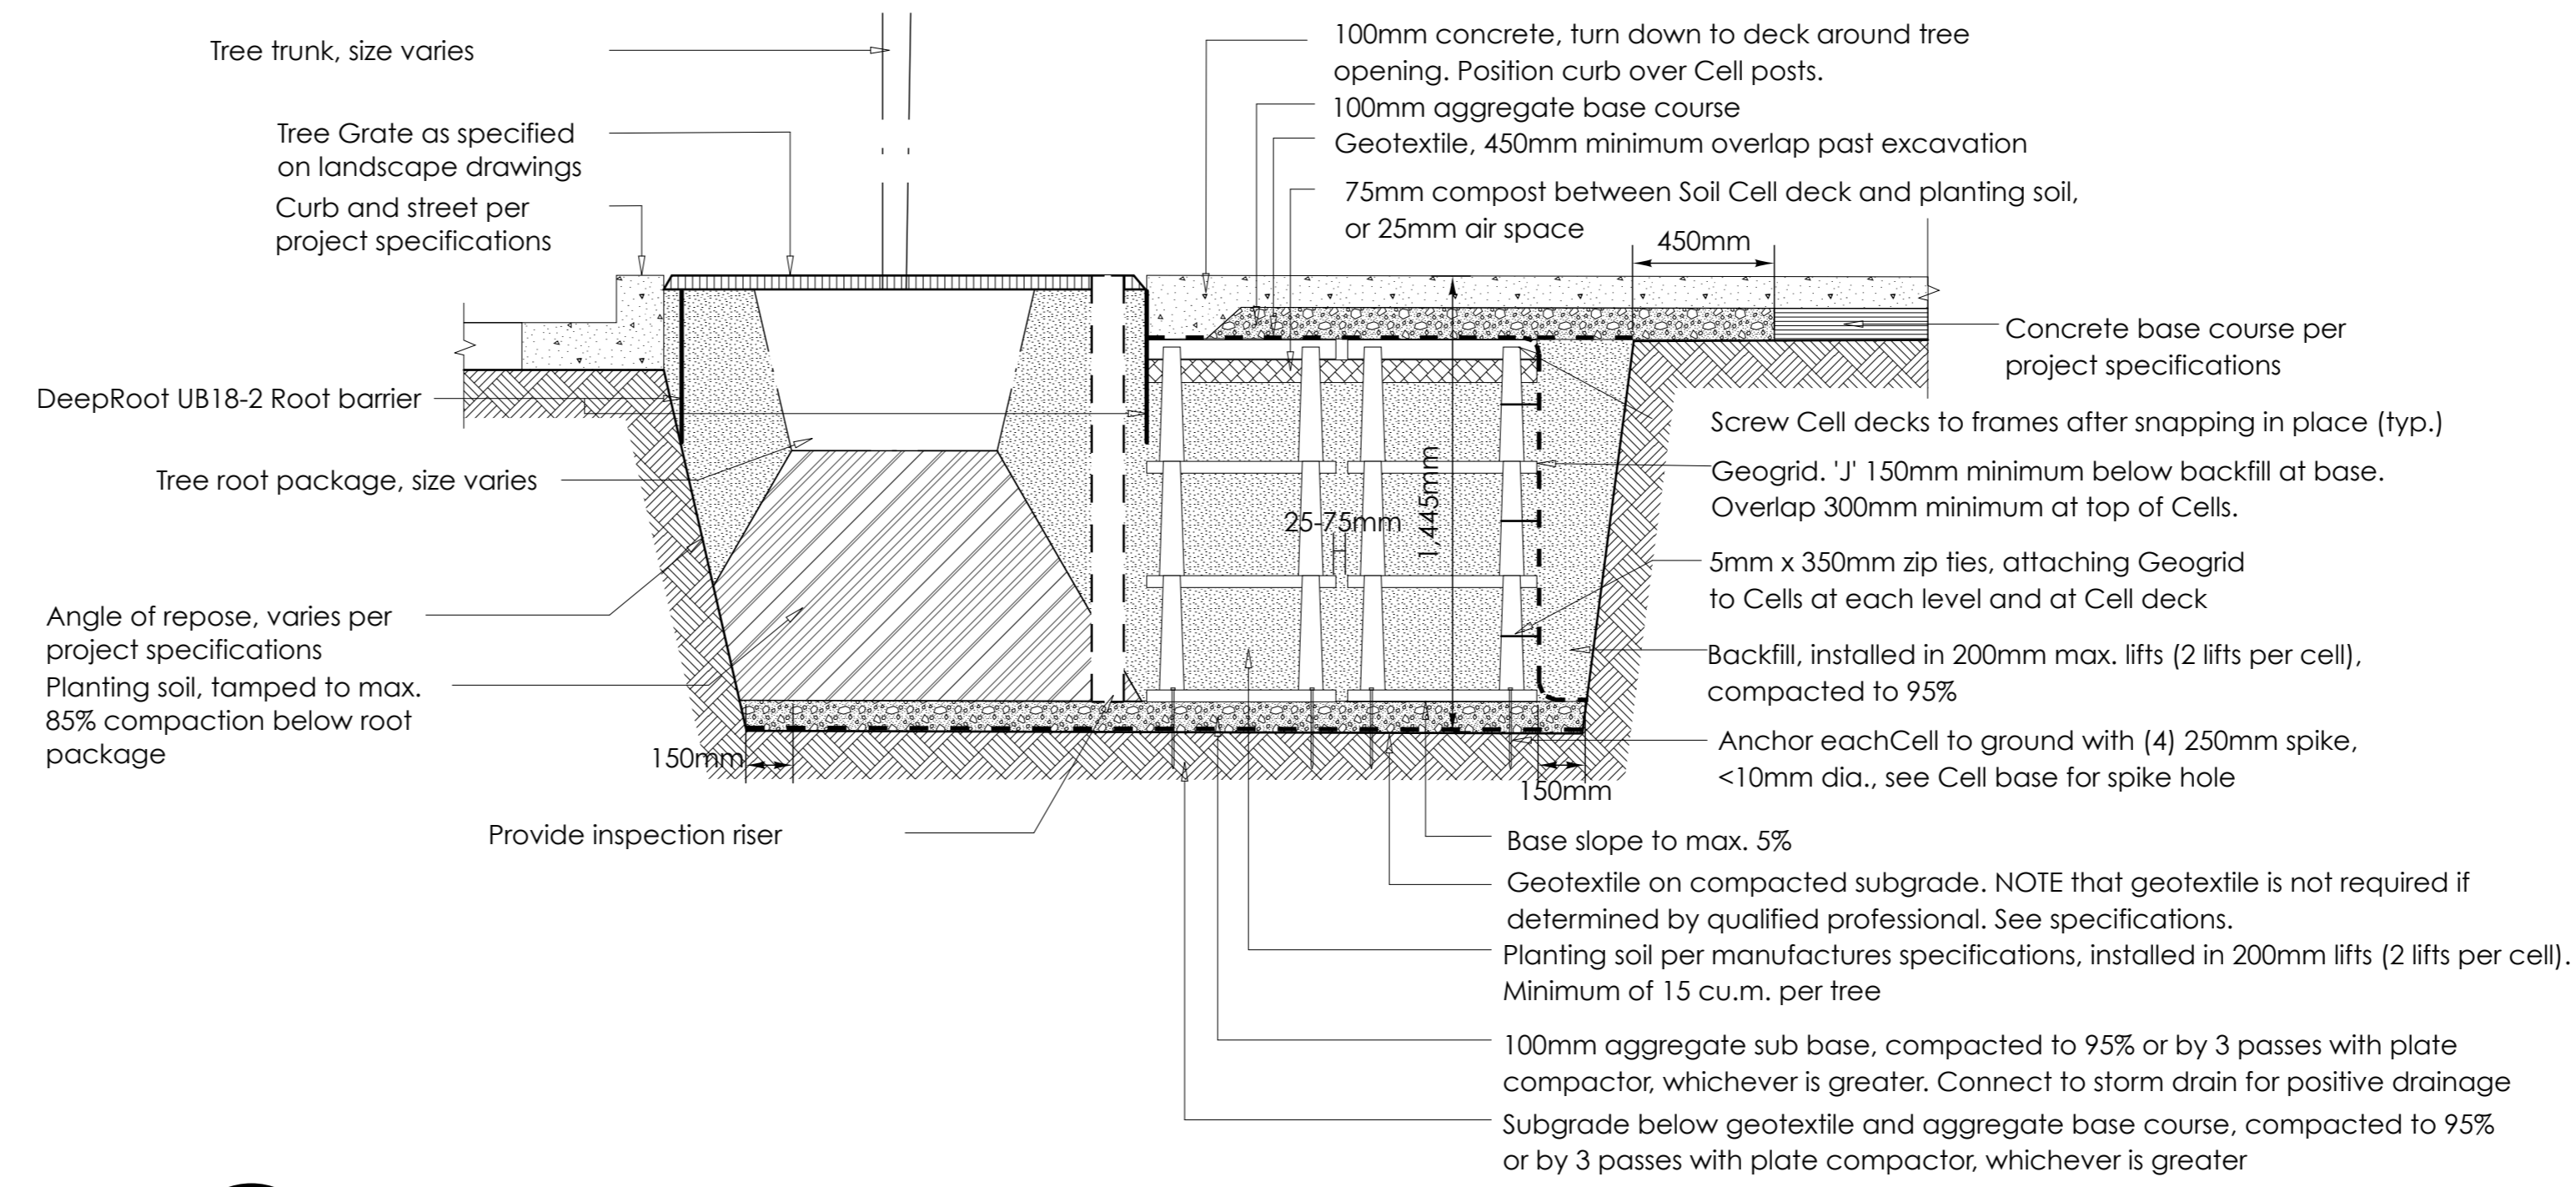 Tree trunk, size varies
Tree Grate as specified
on landscape drawings
Curb and street per
project specifications
DeepRoot UB18-2 Root barrier
Tree root package, size varies
Angle of repose, varies per
project specifications
Planting soil, tamped to max.
85% compaction below root
package
150mm
Provide inspection riser
100mm concrete, turn down to deck around tree
opening. Position curb over Cell posts.
100mm aggregate base course
Geotextile, 450mm minimum overlap past excavation
75mm compost between Soil Cell deck and planting soil,
or 25mm air space
450mm
Concrete base course per
project specifications
Screw Cell decks to frames after snapping in place (typ.)
Geogrid. 'J' 150mm minimum below backfill at base.
Overlap 300mm minimum at top of Cells.
25-75mm
1,445mm
5mm x 350mm zip ties, attaching Geogrid
to Cells at each level and at Cell deck
Backfill, installed in 200mm max. lifts (2 lifts per cell),
compacted to 95%
Anchor eachCell to ground with (4) 250mm spike,
<10mm dia., see Cell base for spike hole
150mm
Base slope to max. 5%
Geotextile on compacted subgrade. NOTE that geotextile is not required if
determined by qualified professional. See specifications.
Planting soil per manufactures specifications, installed in 200mm lifts (2 lifts per cell).
Minimum of 15 cu.m. per tree
100mm aggregate sub base, compacted to 95% or by 3 passes with plate
compactor, whichever is greater. Connect to storm drain for positive drainage
Subgrade below geotextile and aggregate base course, compacted to 95%
or by 3 passes with plate compactor, whichever is greater